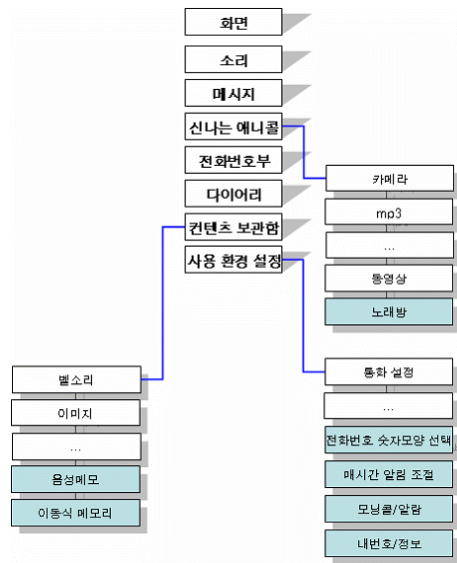 화면
소리
메시지
신나는 애니콜
전화번호부
다이어리
컨텐츠 보관함
사용 환경 설정
카메라
mp3
...
동영상
노래방
벨소리
이미지
...
음성메모
이동식 메모리
통화 설정
...
전화번호 숫자모양 선택
매시간 알림 조절
모닝콜/알람
내번호/정보